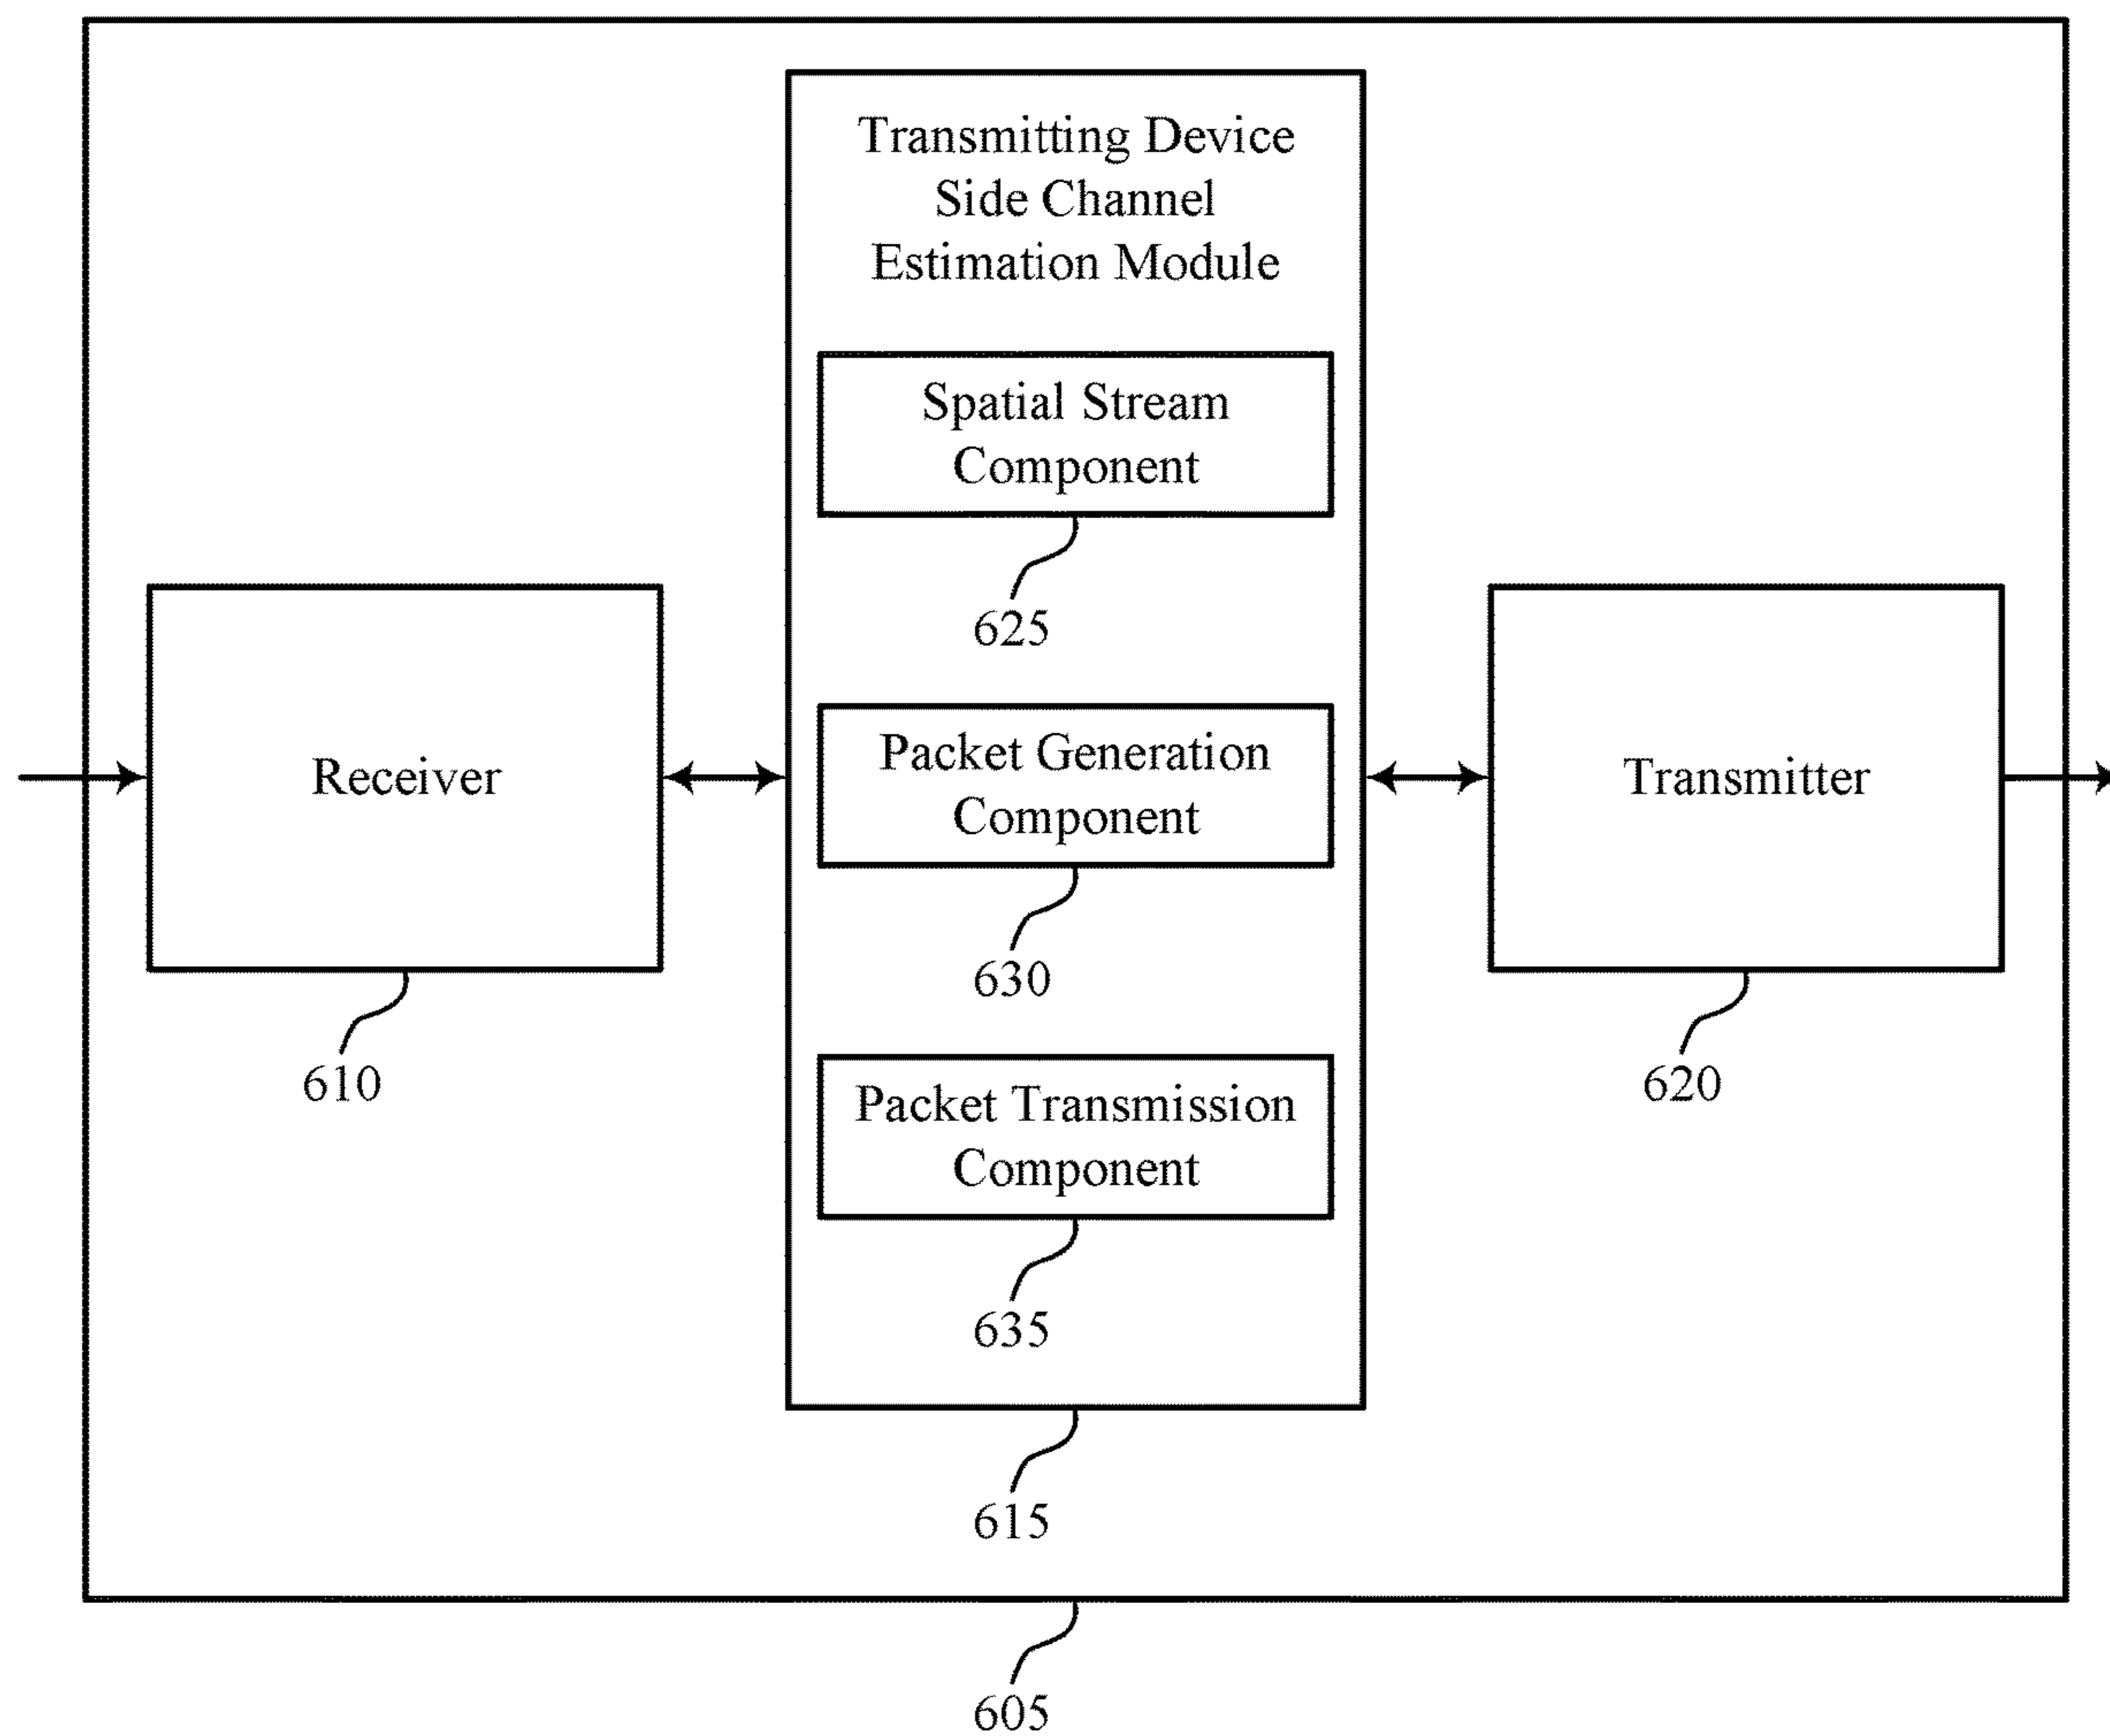 Transmitting Device
Side Channel
Estimation Module
Spatial Stream
Component
625
Packet Generation
Component
630
Packet Transmission
Component
635
615
Receiver
610
Transmitter
620
605